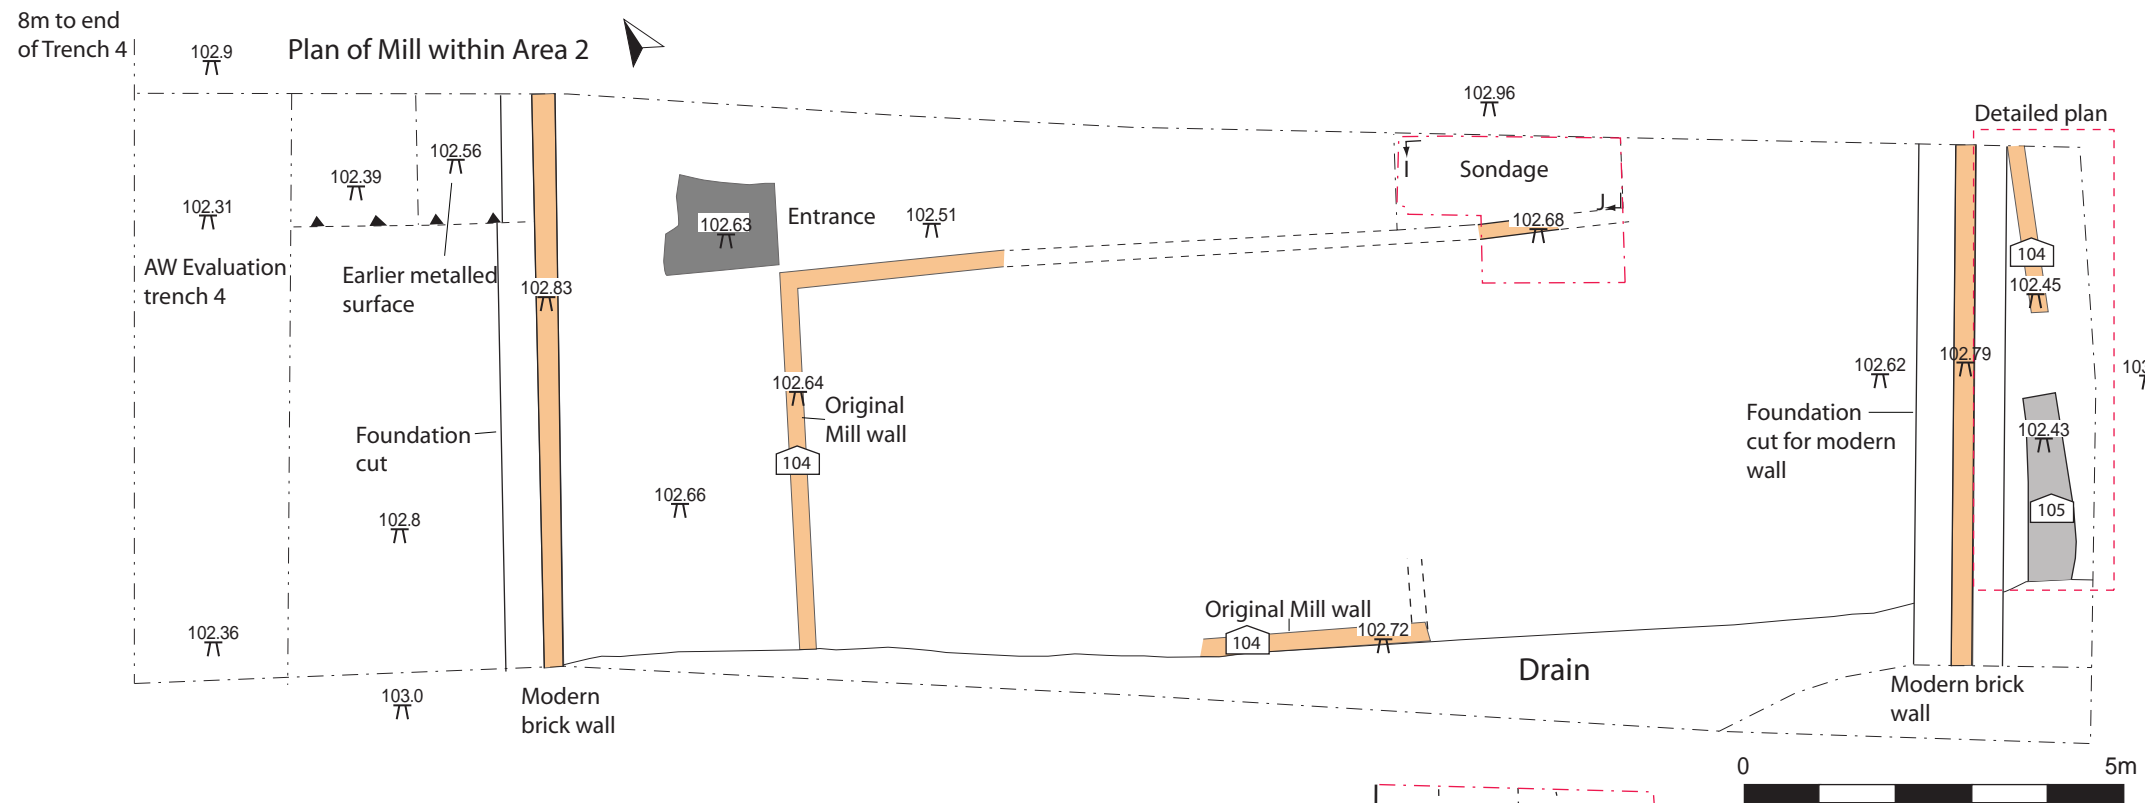 8m to end
of Trench 4
Plan of Mill within Area 2
102.9
102.96
Detailed plan
102.56
102.39
Sondage
I
J
102.31
102.63
Entrance
102.51
102.68
104
AW Evaluation
trench 4
Earlier metalled
surface
102.83
102.45
102.64
102.62
102.79
103
Original
Mill wall
Foundation
cut for modern
wall
Foundation
cut
102.43
104
102.66
102.8
105
Original Mill wall
104
102.72
102.36
Drain
103.0
Modern
brick wall
Modern brick
wall
0
5m